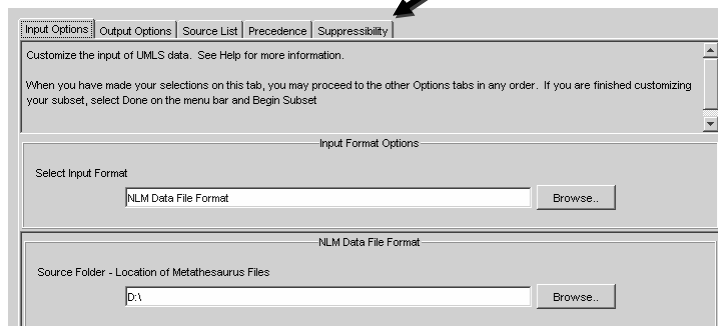 Input Options Output Options Source List Precedence Suppressibility
Customize the input of UMLS data. See Help for more information.
When you have made your selections on this tab, you may proceed to the other Options tabs in any order. If you are finished customizing
your subset, select Done on the menu bar and Begin Subset
Input Format Options
Select Input Format
NLM Data File Format Browse..
NLM Data File Format
Source Folder - Location of Metathesaurus Files
D:\ Browse..